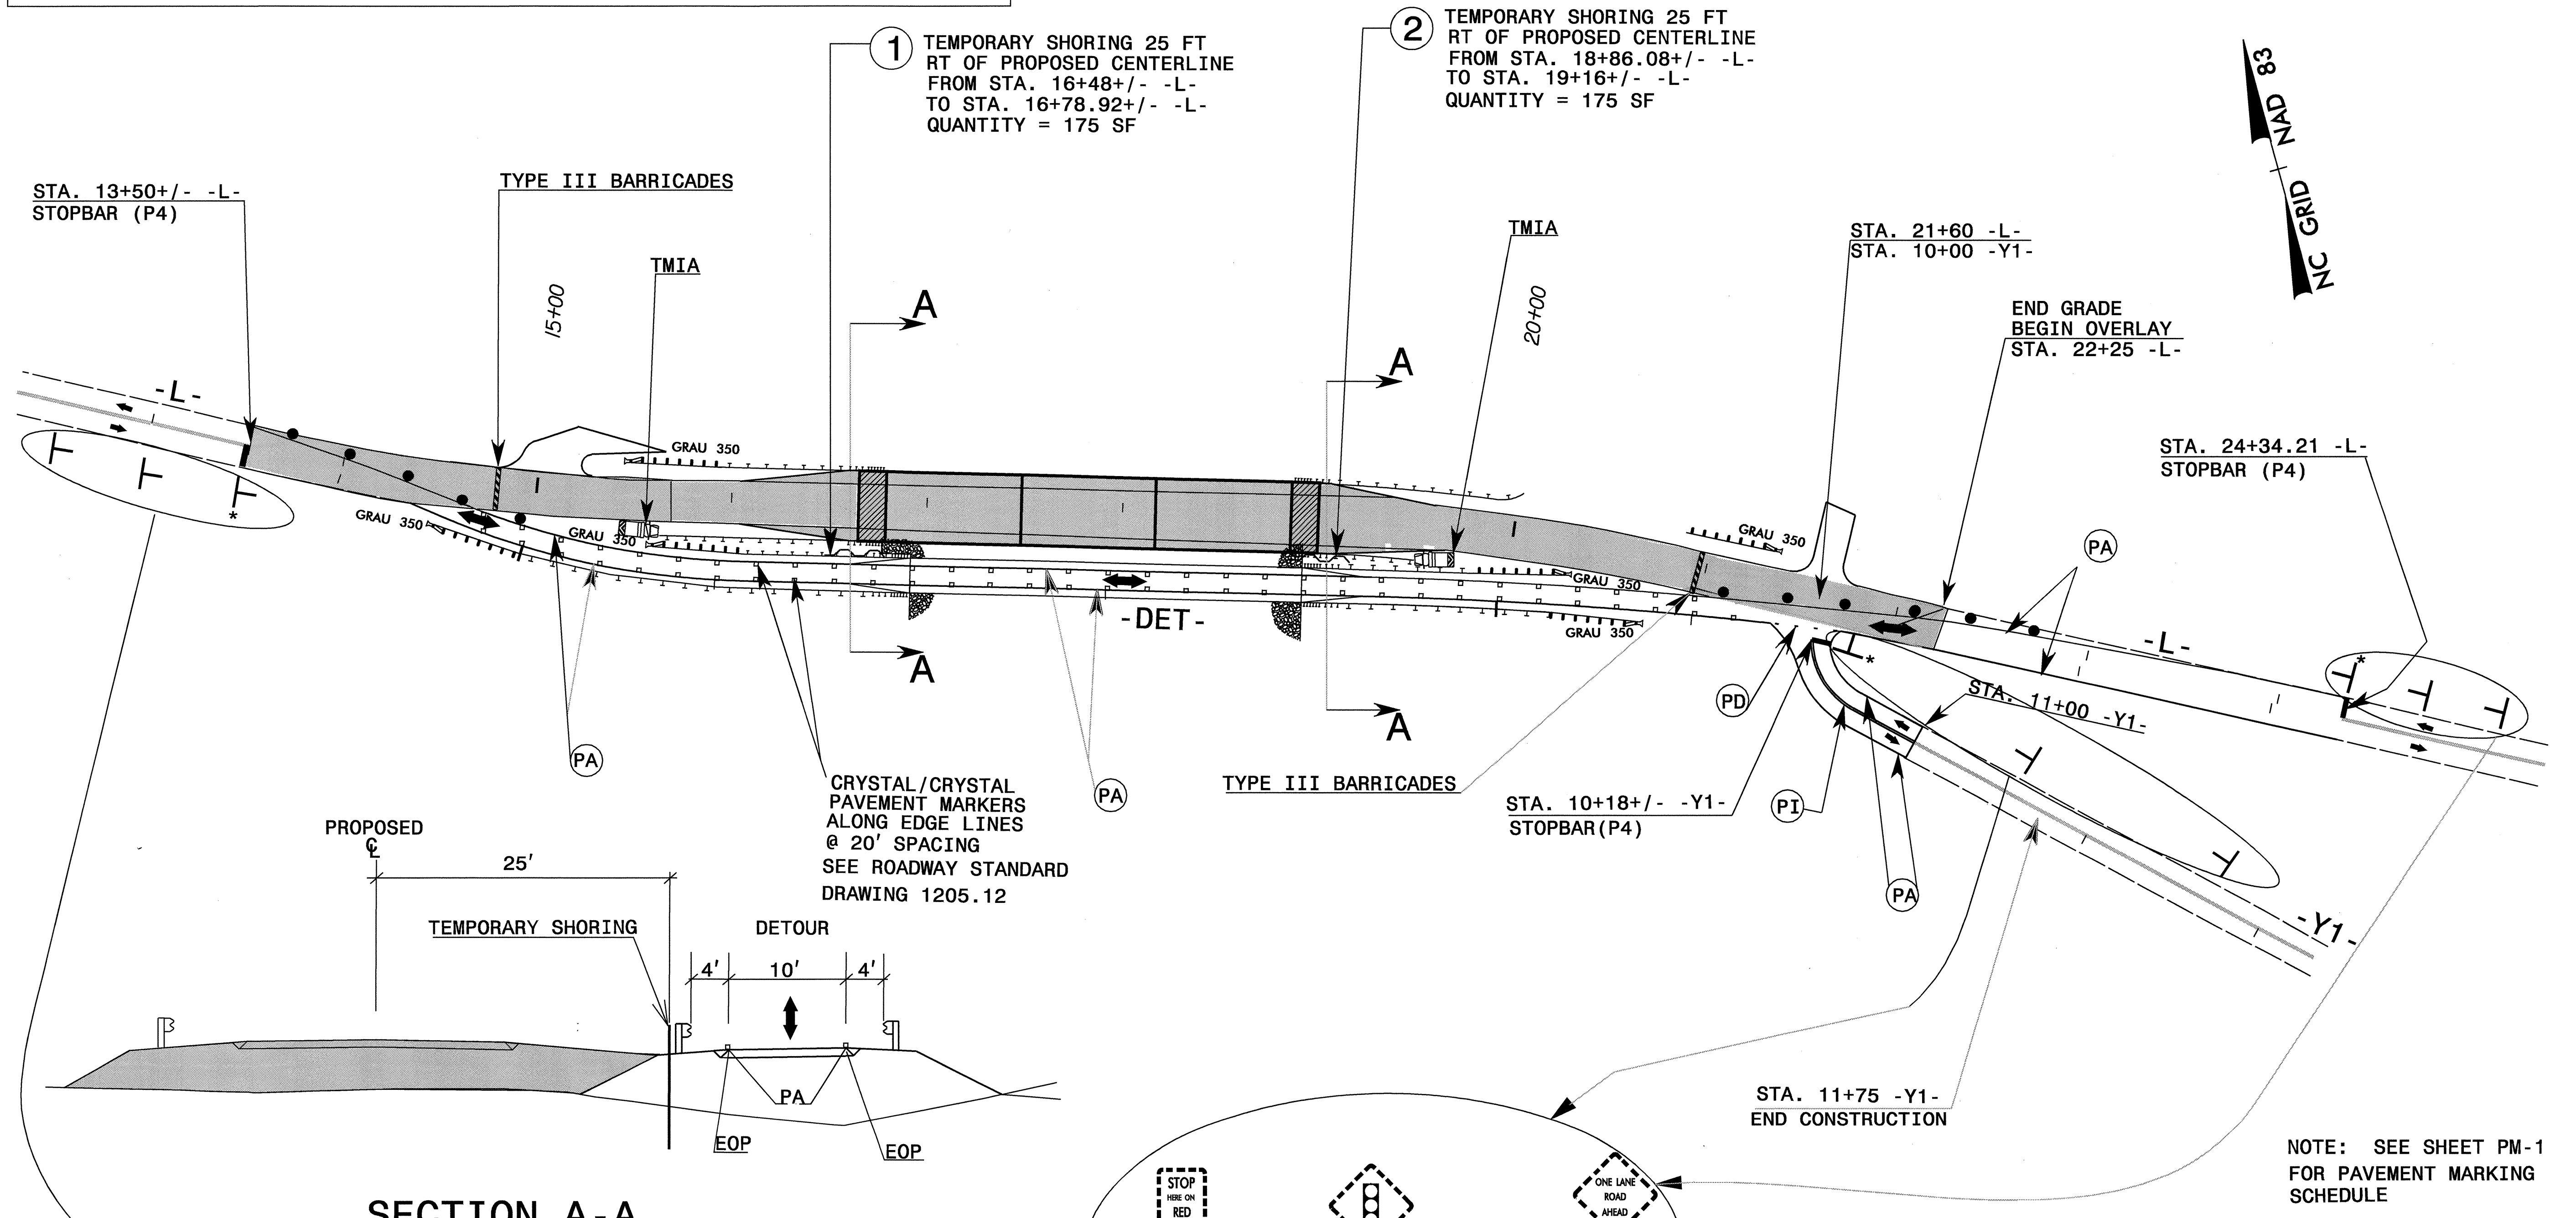 1
TEMPORARY SHORING 25 FT
RT OF PROPOSED CENTERLINE
FROM STA. 16+48+/- -L-
TO STA. 16+78.92+/- -L-
QUANTITY = 175 SF
2
TEMPORARY SHORING 25 FT
RT OF PROPOSED CENTERLINE
FROM STA. 18+86.08+/- -L-
TO STA. 19+16+/- -L-
QUANTITY = 175 SF
NC GRID NAD 83
STA. 13+50+/- -L-
STOPBAR (P4)
TYPE III BARRICADES
TMIA
15+00
A
TMIA
20+00
A
STA. 21+60 -L-
STA. 10+00 -Y1-
END GRADE
BEGIN OVERLAY
STA. 22+25 -L-
STA. 24+34.21 -L-
STOPBAR (P4)
-L-
GRAU 350
GRAU 350
GRAU 350
GRAU 350
GRAU 350
GRAU 350
-DET-
A
A
PA
-L-
*
*
*
STA. 11+00 -Y1-
PD
PA
PA
PI
PA
TYPE III BARRICADES
STA. 10+18+/- -Y1-
STOPBAR(P4)
CRYSTAL/CRYSTAL
PAVEMENT MARKERS
ALONG EDGE LINES
@ 20' SPACING
SEE ROADWAY STANDARD
DRAWING 1205.12
-Y1-
PROPOSED
CL
25'
TEMPORARY SHORING
DETOUR
4'
10'
4'
PA
EOP
EOP
SECTION A-A
STA. 11+75 -Y1-
END CONSTRUCTION
STOP
HERE ON
RED
ONE LANE
ROAD
AHEAD
NOTE: SEE SHEET PM-1
FOR PAVEMENT MARKING
SCHEDULE